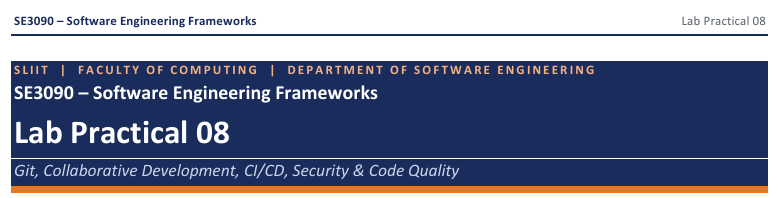 SE3090 – Software Engineering Frameworks
Lab Practical 08
SLIIT | FACULTY OF COMPUTING | DEPARTMENT OF SOFTWARE ENGINEERING
SE3090 – Software Engineering Frameworks
Lab Practical 08
Git, Collaborative Development, CI/CD, Security & Code Quality